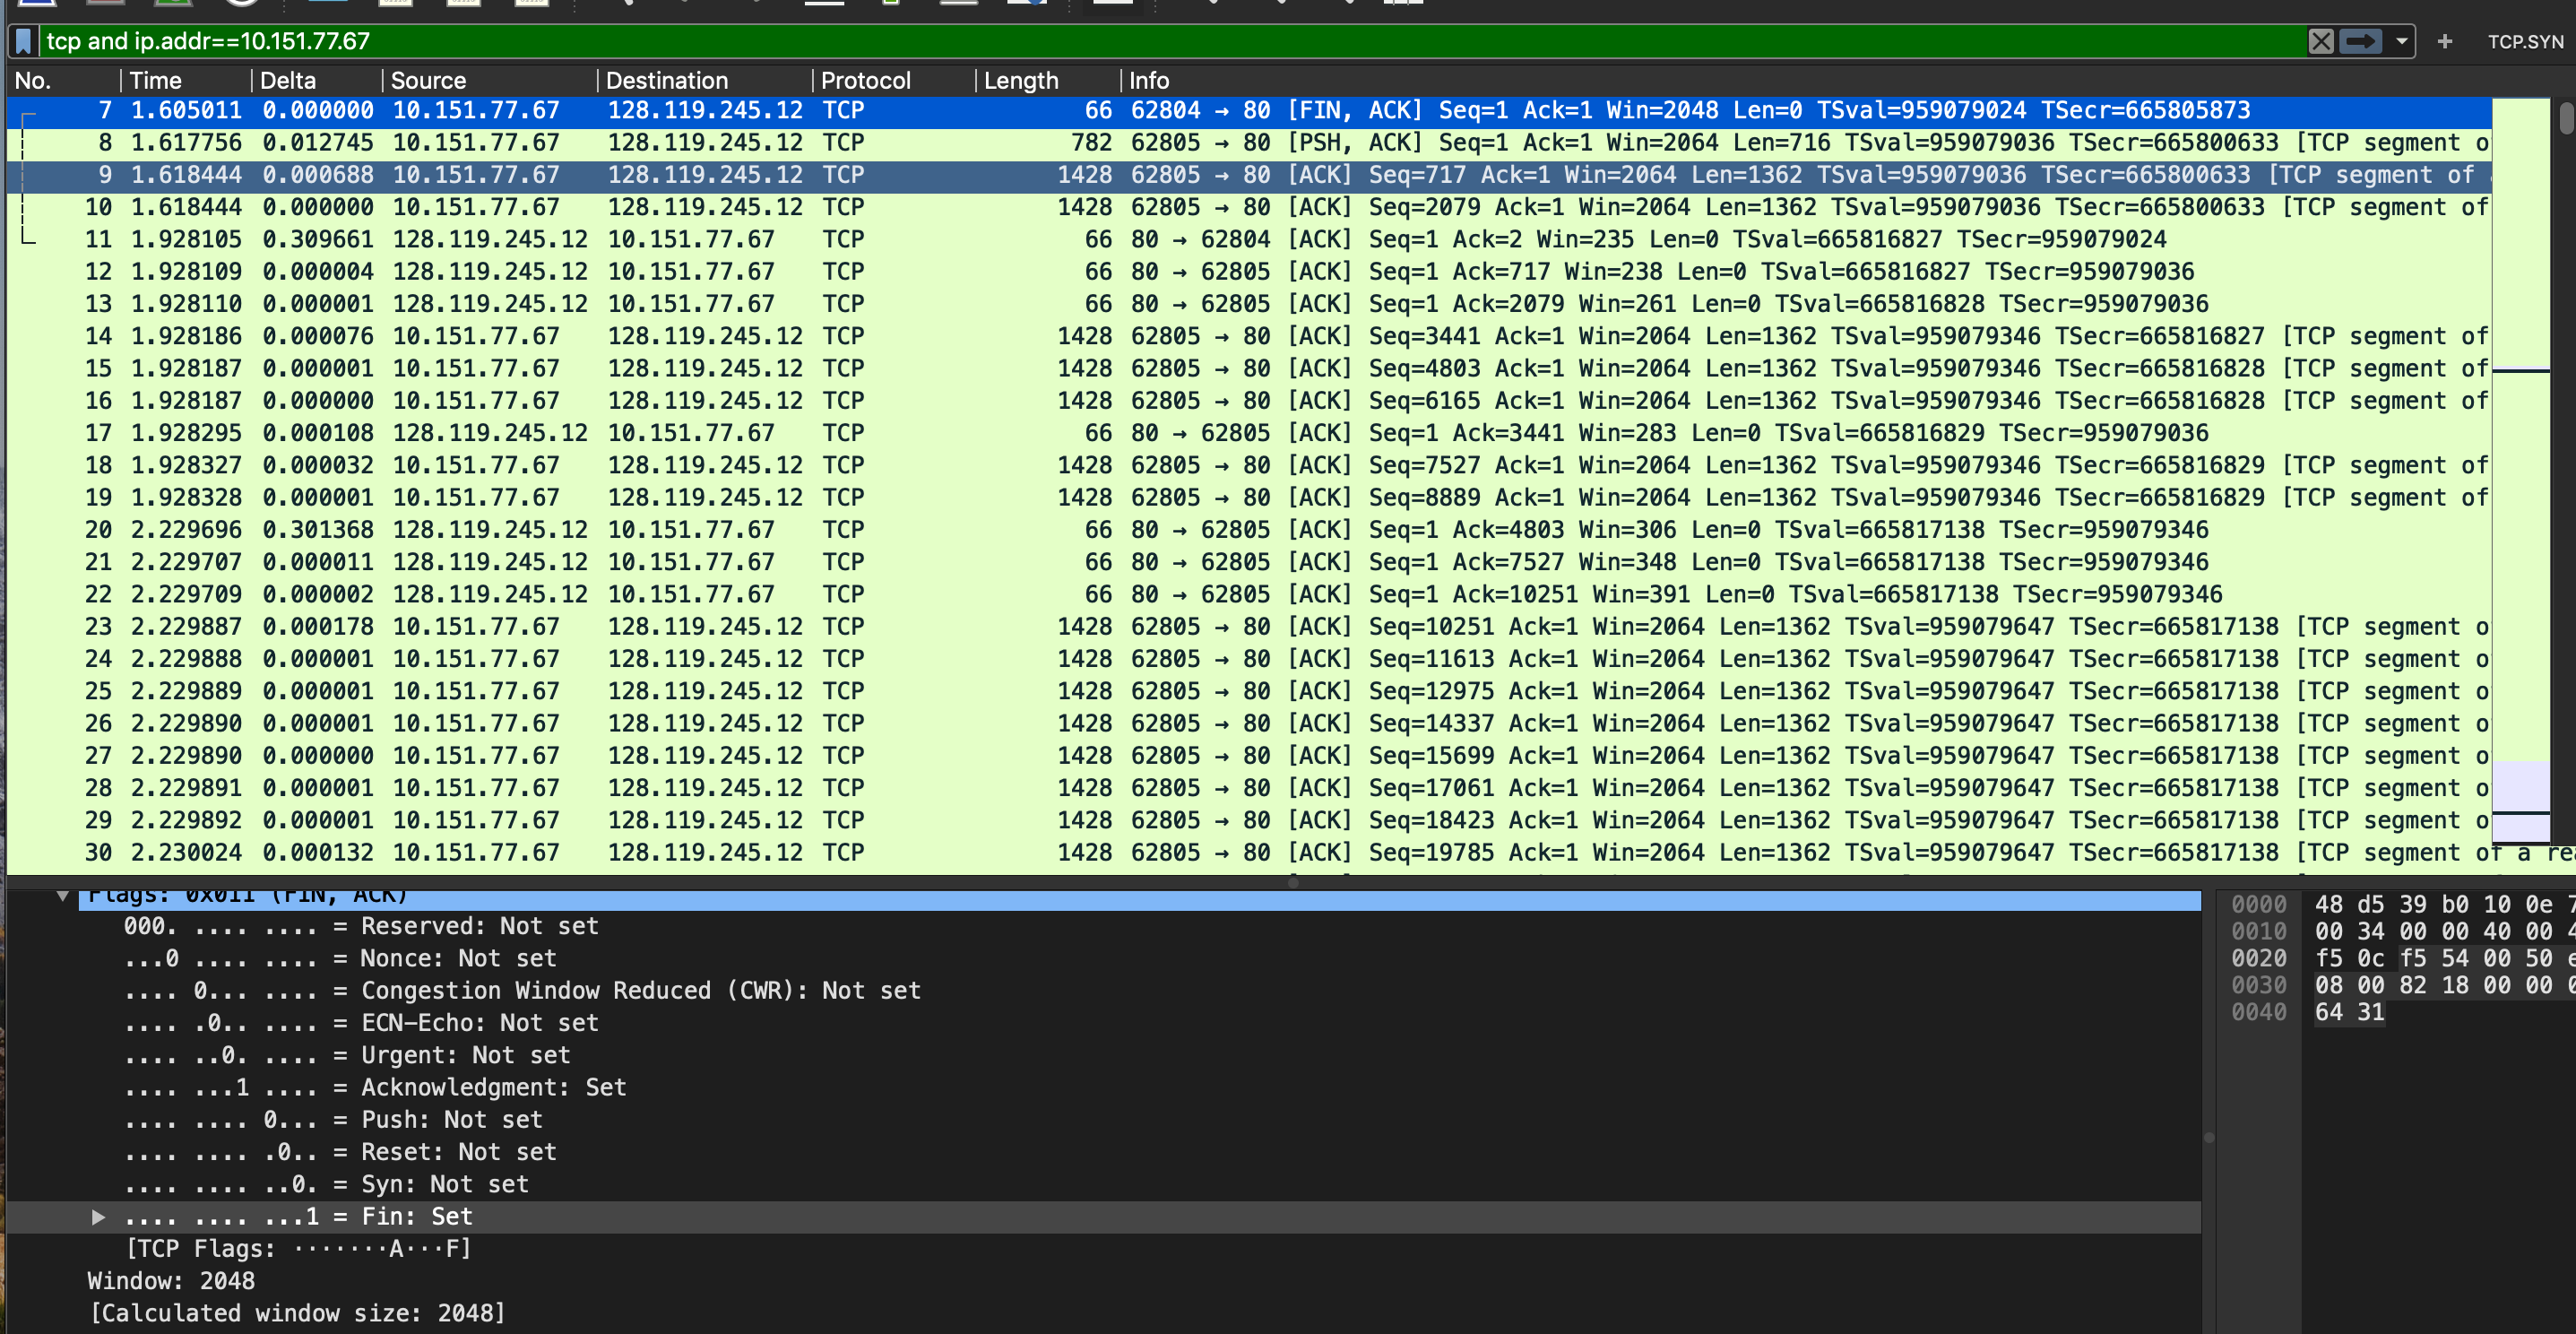 tcp and ip.addr==10.151.77.67 + TCP.SYN
No. Time Delta Source Destination Protocol Length Info
7 1.605011 0.000000 10.151.77.67 128.119.245.12 TCP 66 62804 → 80 [FIN, ACK] Seq=1 Ack=1 Win=2048 Len=0 TSval=959079024 TSecr=665805873
8 1.617756 0.012745 10.151.77.67 128.119.245.12 TCP 782 62805 → 80 [PSH, ACK] Seq=1 Ack=1 Win=2064 Len=716 TSval=959079036 TSecr=665800633 [TCP segment o
9 1.618444 0.000688 10.151.77.67 128.119.245.12 TCP 1428 62805 → 80 [ACK] Seq=717 Ack=1 Win=2064 Len=1362 TSval=959079036 TSecr=665800633 [TCP segment of
10 1.618444 0.000000 10.151.77.67 128.119.245.12 TCP 1428 62805 → 80 [ACK] Seq=2079 Ack=1 Win=2064 Len=1362 TSval=959079036 TSecr=665800633 [TCP segment of
11 1.928105 0.309661 128.119.245.12 10.151.77.67 TCP 66 80 → 62804 [ACK] Seq=1 Ack=2 Win=235 Len=0 TSval=665816827 TSecr=959079024
12 1.928109 0.000004 128.119.245.12 10.151.77.67 TCP 66 80 → 62805 [ACK] Seq=1 Ack=717 Win=238 Len=0 TSval=665816827 TSecr=959079036
13 1.928110 0.000001 128.119.245.12 10.151.77.67 TCP 66 80 → 62805 [ACK] Seq=1 Ack=2079 Win=261 Len=0 TSval=665816828 TSecr=959079036
14 1.928186 0.000076 10.151.77.67 128.119.245.12 TCP 1428 62805 → 80 [ACK] Seq=3441 Ack=1 Win=2064 Len=1362 TSval=959079346 TSecr=665816827 [TCP segment of
15 1.928187 0.000001 10.151.77.67 128.119.245.12 TCP 1428 62805 → 80 [ACK] Seq=4803 Ack=1 Win=2064 Len=1362 TSval=959079346 TSecr=665816828 [TCP segment of
16 1.928187 0.000000 10.151.77.67 128.119.245.12 TCP 1428 62805 → 80 [ACK] Seq=6165 Ack=1 Win=2064 Len=1362 TSval=959079346 TSecr=665816828 [TCP segment of
17 1.928295 0.000108 128.119.245.12 10.151.77.67 TCP 66 80 → 62805 [ACK] Seq=1 Ack=3441 Win=283 Len=0 TSval=665816829 TSecr=959079036
18 1.928327 0.000032 10.151.77.67 128.119.245.12 TCP 1428 62805 → 80 [ACK] Seq=7527 Ack=1 Win=2064 Len=1362 TSval=959079346 TSecr=665816829 [TCP segment of
19 1.928328 0.000001 10.151.77.67 128.119.245.12 TCP 1428 62805 → 80 [ACK] Seq=8889 Ack=1 Win=2064 Len=1362 TSval=959079346 TSecr=665816829 [TCP segment of
20 2.229696 0.301368 128.119.245.12 10.151.77.67 TCP 66 80 → 62805 [ACK] Seq=1 Ack=4803 Win=306 Len=0 TSval=665817138 TSecr=959079346
21 2.229707 0.000011 128.119.245.12 10.151.77.67 TCP 66 80 → 62805 [ACK] Seq=1 Ack=7527 Win=348 Len=0 TSval=665817138 TSecr=959079346
22 2.229709 0.000002 128.119.245.12 10.151.77.67 TCP 66 80 → 62805 [ACK] Seq=1 Ack=10251 Win=391 Len=0 TSval=665817138 TSecr=959079346
23 2.229887 0.000178 10.151.77.67 128.119.245.12 TCP 1428 62805 → 80 [ACK] Seq=10251 Ack=1 Win=2064 Len=1362 TSval=959079647 TSecr=665817138 [TCP segment o
24 2.229888 0.000001 10.151.77.67 128.119.245.12 TCP 1428 62805 → 80 [ACK] Seq=11613 Ack=1 Win=2064 Len=1362 TSval=959079647 TSecr=665817138 [TCP segment o
25 2.229889 0.000001 10.151.77.67 128.119.245.12 TCP 1428 62805 → 80 [ACK] Seq=12975 Ack=1 Win=2064 Len=1362 TSval=959079647 TSecr=665817138 [TCP segment o
26 2.229890 0.000001 10.151.77.67 128.119.245.12 TCP 1428 62805 → 80 [ACK] Seq=14337 Ack=1 Win=2064 Len=1362 TSval=959079647 TSecr=665817138 [TCP segment o
27 2.229890 0.000000 10.151.77.67 128.119.245.12 TCP 1428 62805 → 80 [ACK] Seq=15699 Ack=1 Win=2064 Len=1362 TSval=959079647 TSecr=665817138 [TCP segment o
28 2.229891 0.000001 10.151.77.67 128.119.245.12 TCP 1428 62805 → 80 [ACK] Seq=17061 Ack=1 Win=2064 Len=1362 TSval=959079647 TSecr=665817138 [TCP segment o
29 2.229892 0.000001 10.151.77.67 128.119.245.12 TCP 1428 62805 → 80 [ACK] Seq=18423 Ack=1 Win=2064 Len=1362 TSval=959079647 TSecr=665817138 [TCP segment o
30 2.230024 0.000132 10.151.77.67 128.119.245.12 TCP 1428 62805 → 80 [ACK] Seq=19785 Ack=1 Win=2064 Len=1362 TSval=959079647 TSecr=665817138 [TCP segment of a rea
Flags: 0x011 (FIN, ACK)
000. .... .... = Reserved: Not set
...0 .... .... = Nonce: Not set
.... 0... .... = Congestion Window Reduced (CWR): Not set
.... .0.. .... = ECN-Echo: Not set
.... ..0. .... = Urgent: Not set
.... ...1 .... = Acknowledgment: Set
.... .... 0... = Push: Not set
.... .... .0.. = Reset: Not set
.... .... ..0. = Syn: Not set
.... .... ...1 = Fin: Set
[TCP Flags: ·······A···F]
Window: 2048
[Calculated window size: 2048]
0000 48 d5 39 b0 10 0e 7
0010 00 34 00 00 40 00 4
0020 f5 0c f5 54 00 50 e
0030 08 00 82 18 00 00 0
0040 64 31